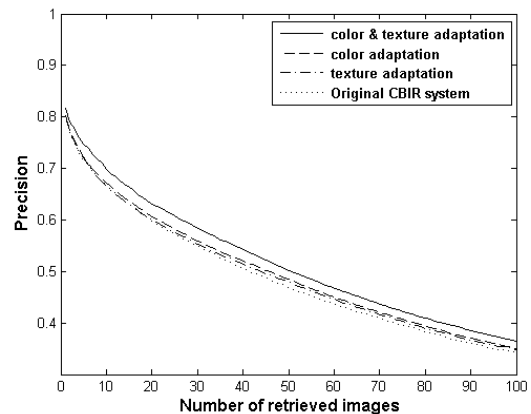 1
0.9
0.8
0.7
0.6
0.5
0.4
Precision
color & texture adaptation
color adaptation
texture adaptation
Original CBIR system
0 10 20 30 40 50 60 70 80 90 100
Number of retrieved images